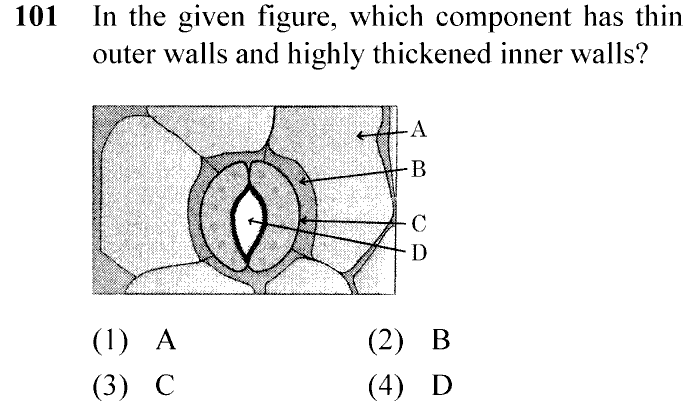 101 In the given figure, which component has thin
outer walls and highly thickened inner walls?
A
B
C
D
(1) A (2) B
(3) C (4) D